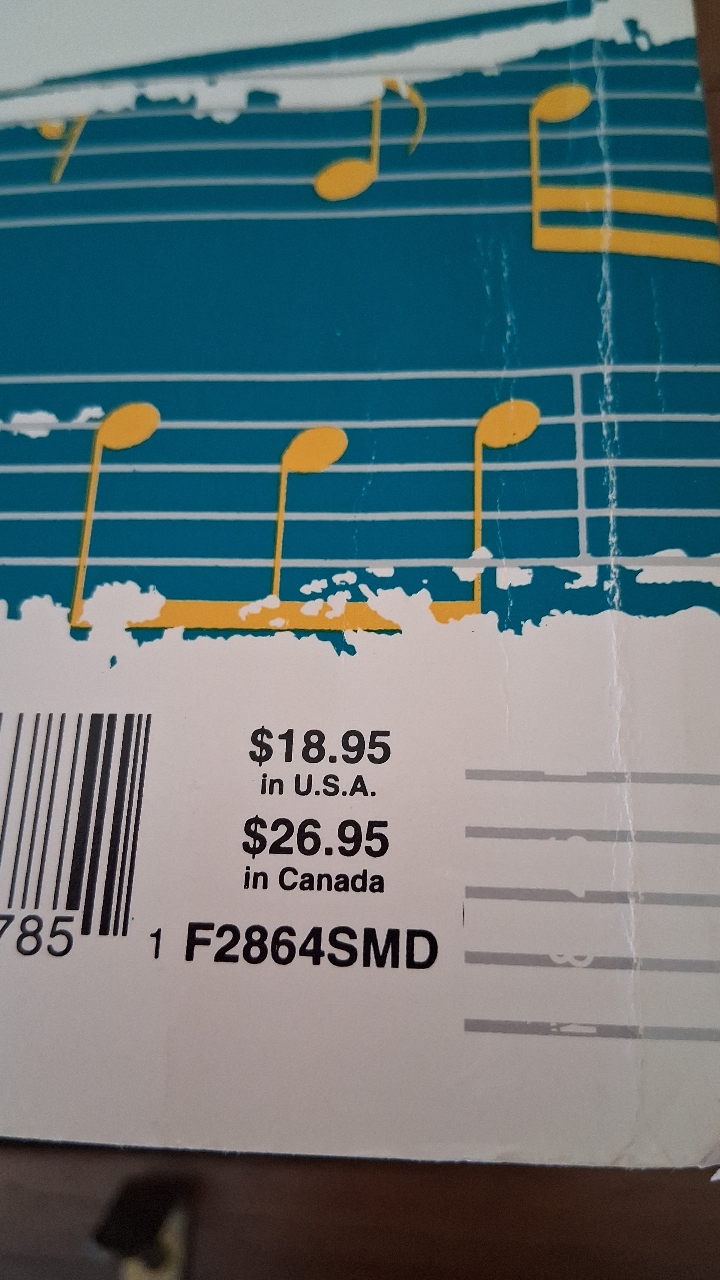 $18.95
in U.S.A.
$26.95
in Canada
785 1 F2864SMD